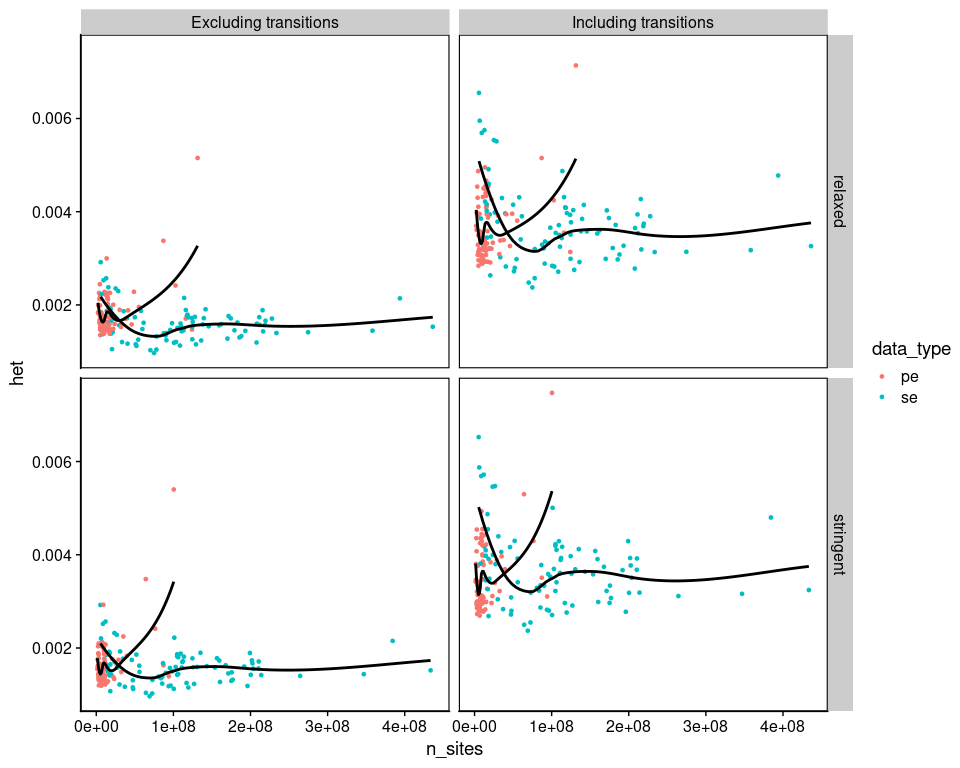 Excluding transitions
Including transitions
0.006
0.004
0.002
relaxed
het
data_type
pe
se
0.006
0.004
0.002
stringent
0e+00 1e+08 2e+08 3e+08 4e+08
0e+00 1e+08 2e+08 3e+08 4e+08
n_sites